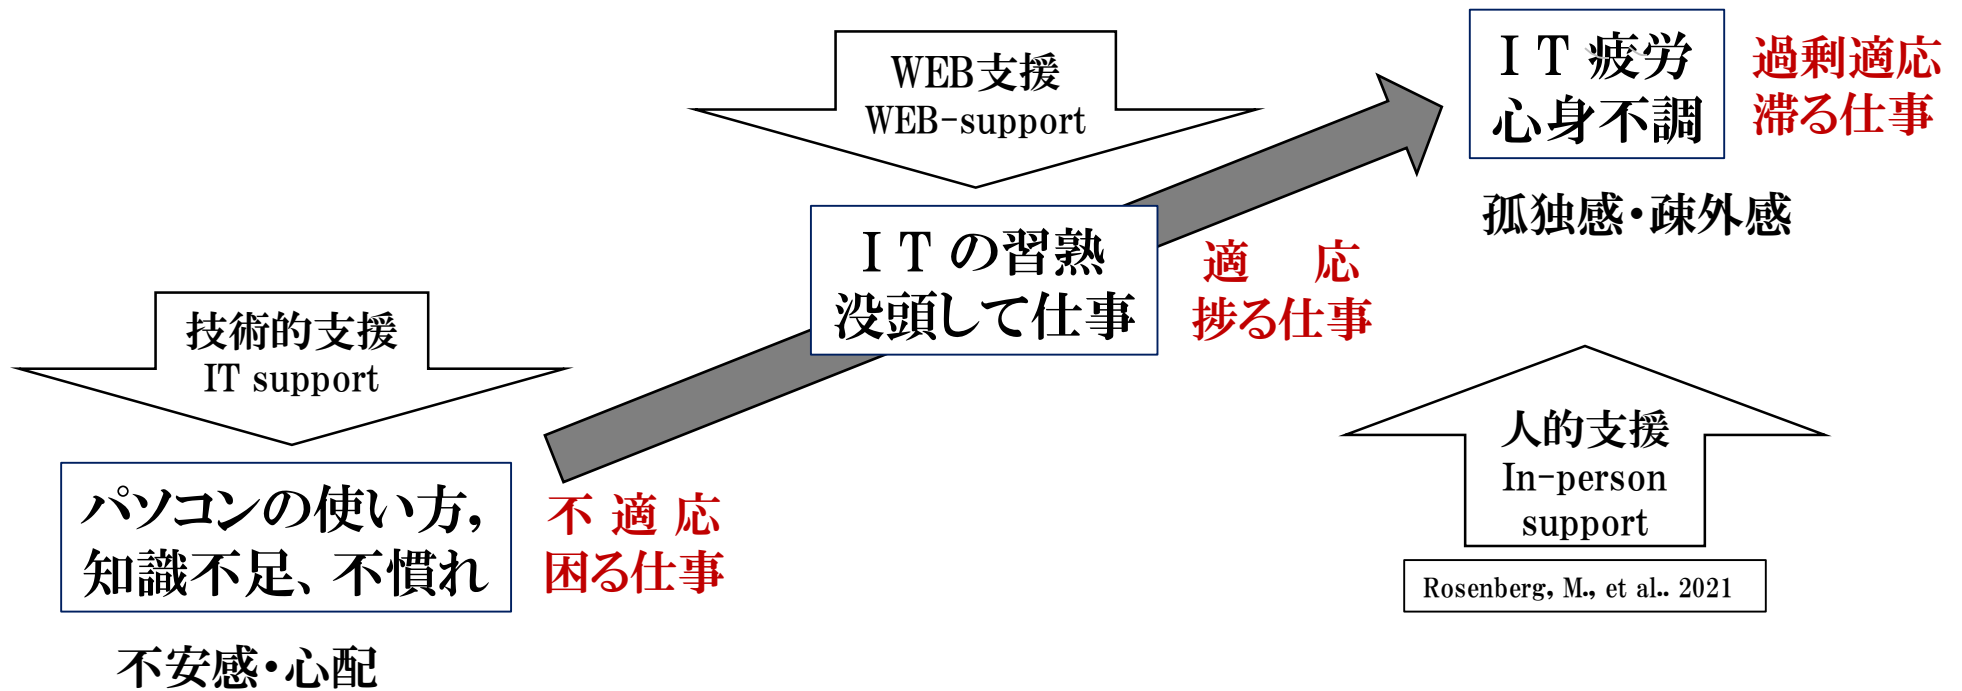 WEB支援
WEB-support
ＩＴ疲労
心身不調
過剰適応
滞る仕事
孤独感・疎外感
ＩＴの習熟
没頭して仕事
適　応
捗る仕事
技術的支援
IT support
パソコンの使い方，
知識不足、不慣れ
不 適 応
困る仕事
不安感・心配
人的支援
In-person
support
Rosenberg, M., et al.. 2021